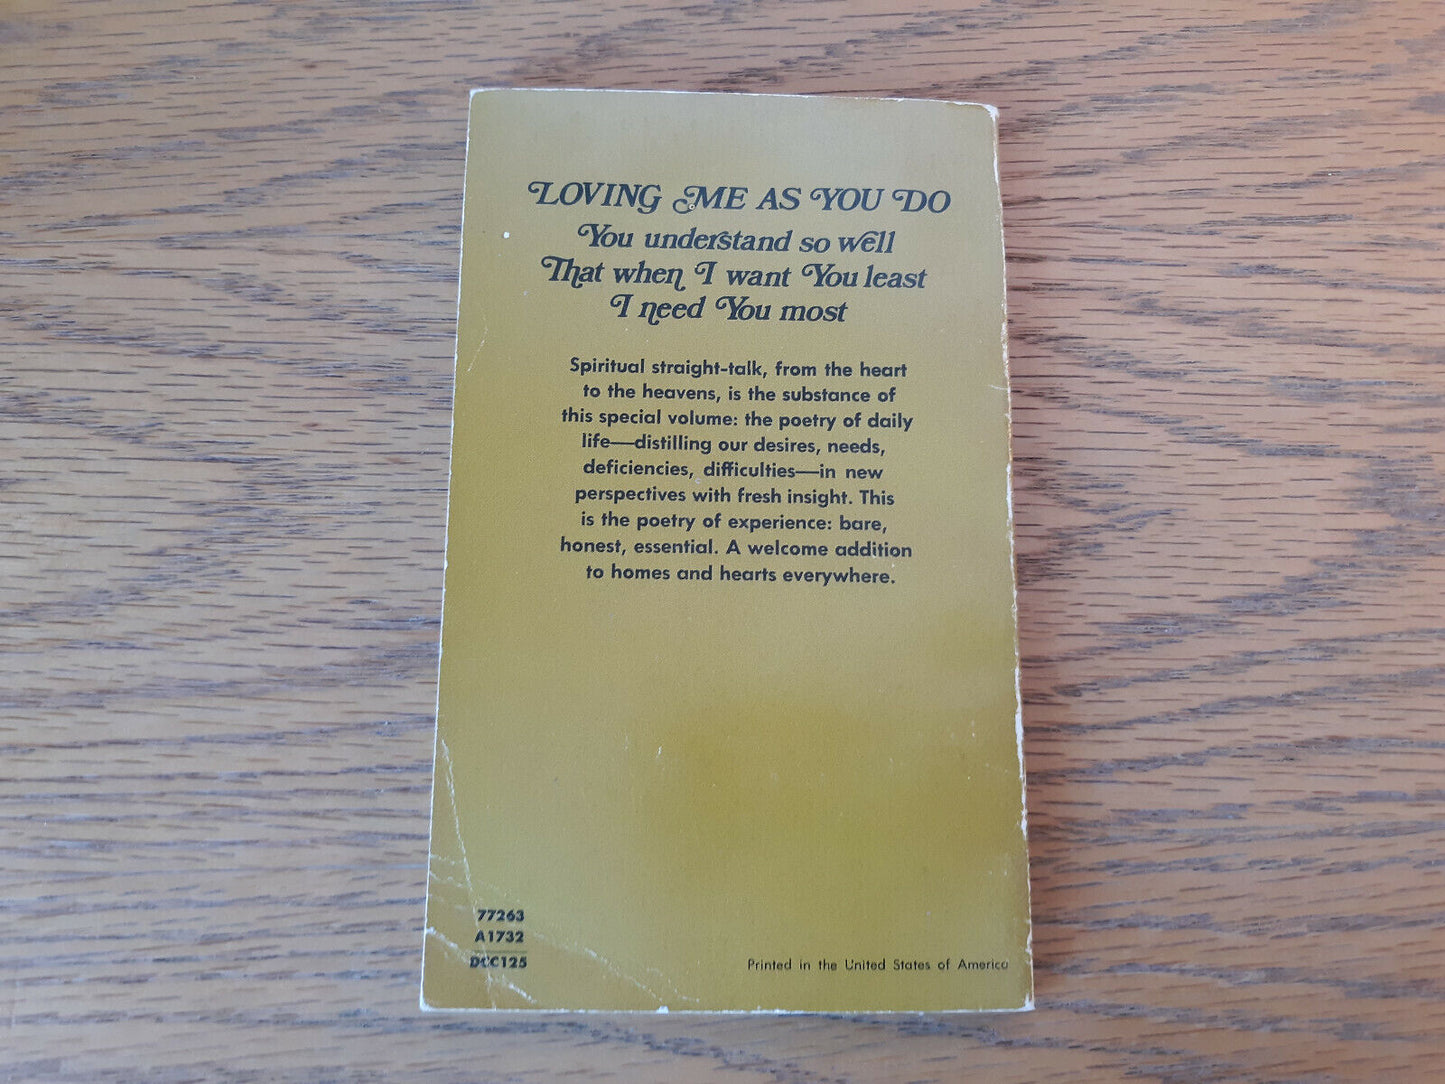 LOVING ME AS YOU DO
You understand so well
That when I want You least
I need You most
Spiritual straight-talk, from the heart
to the heavens, is the substance of
this special volume: the poetry of daily
life—distilling our desires, needs,
deficiencies, difficulties—in new
perspectives with fresh insight. This
is the poetry of experience: bare,
honest, essential. A welcome addition
to homes and hearts everywhere.
77263
A1732
DCC125
Printed in the United States of America